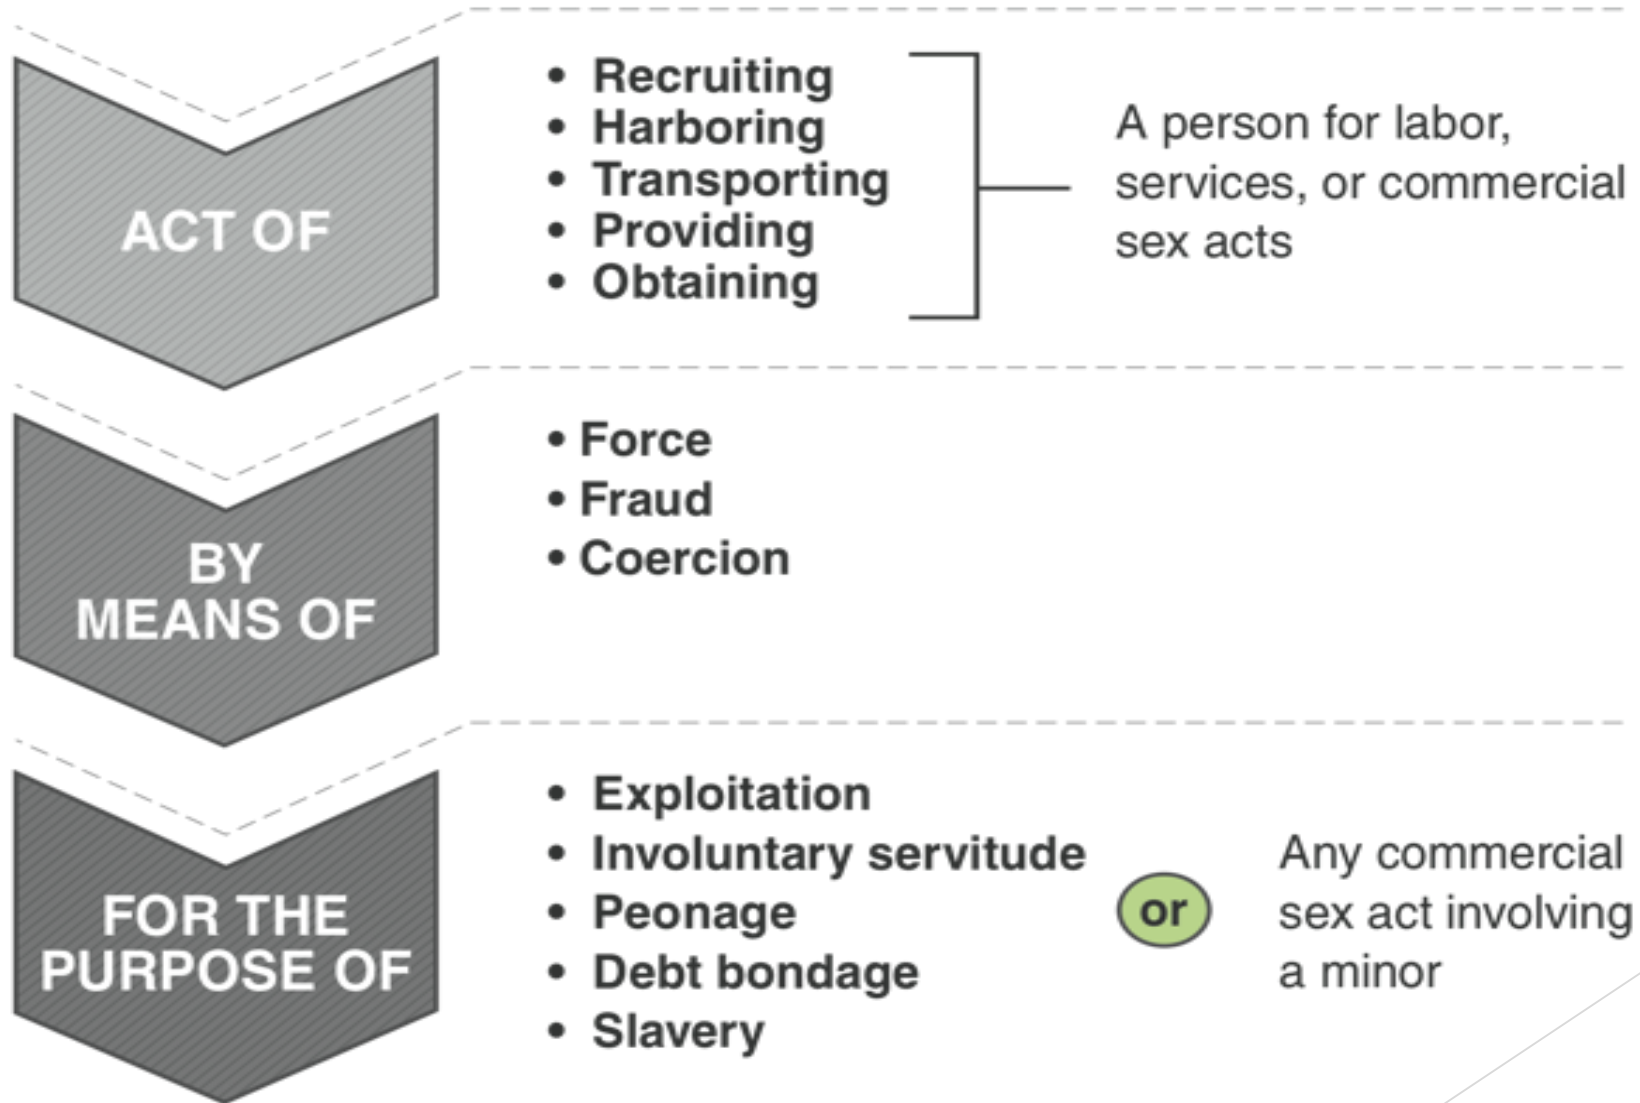 ACT OF
• Recruiting
• Harboring
• Transporting
• Providing
• Obtaining
A person for labor,
services, or commercial
sex acts
BY
MEANS OF
• Force
• Fraud
• Coercion
FOR THE
PURPOSE OF
• Exploitation
• Involuntary servitude
• Peonage
• Debt bondage
• Slavery
or
Any commercial
sex act involving
a minor